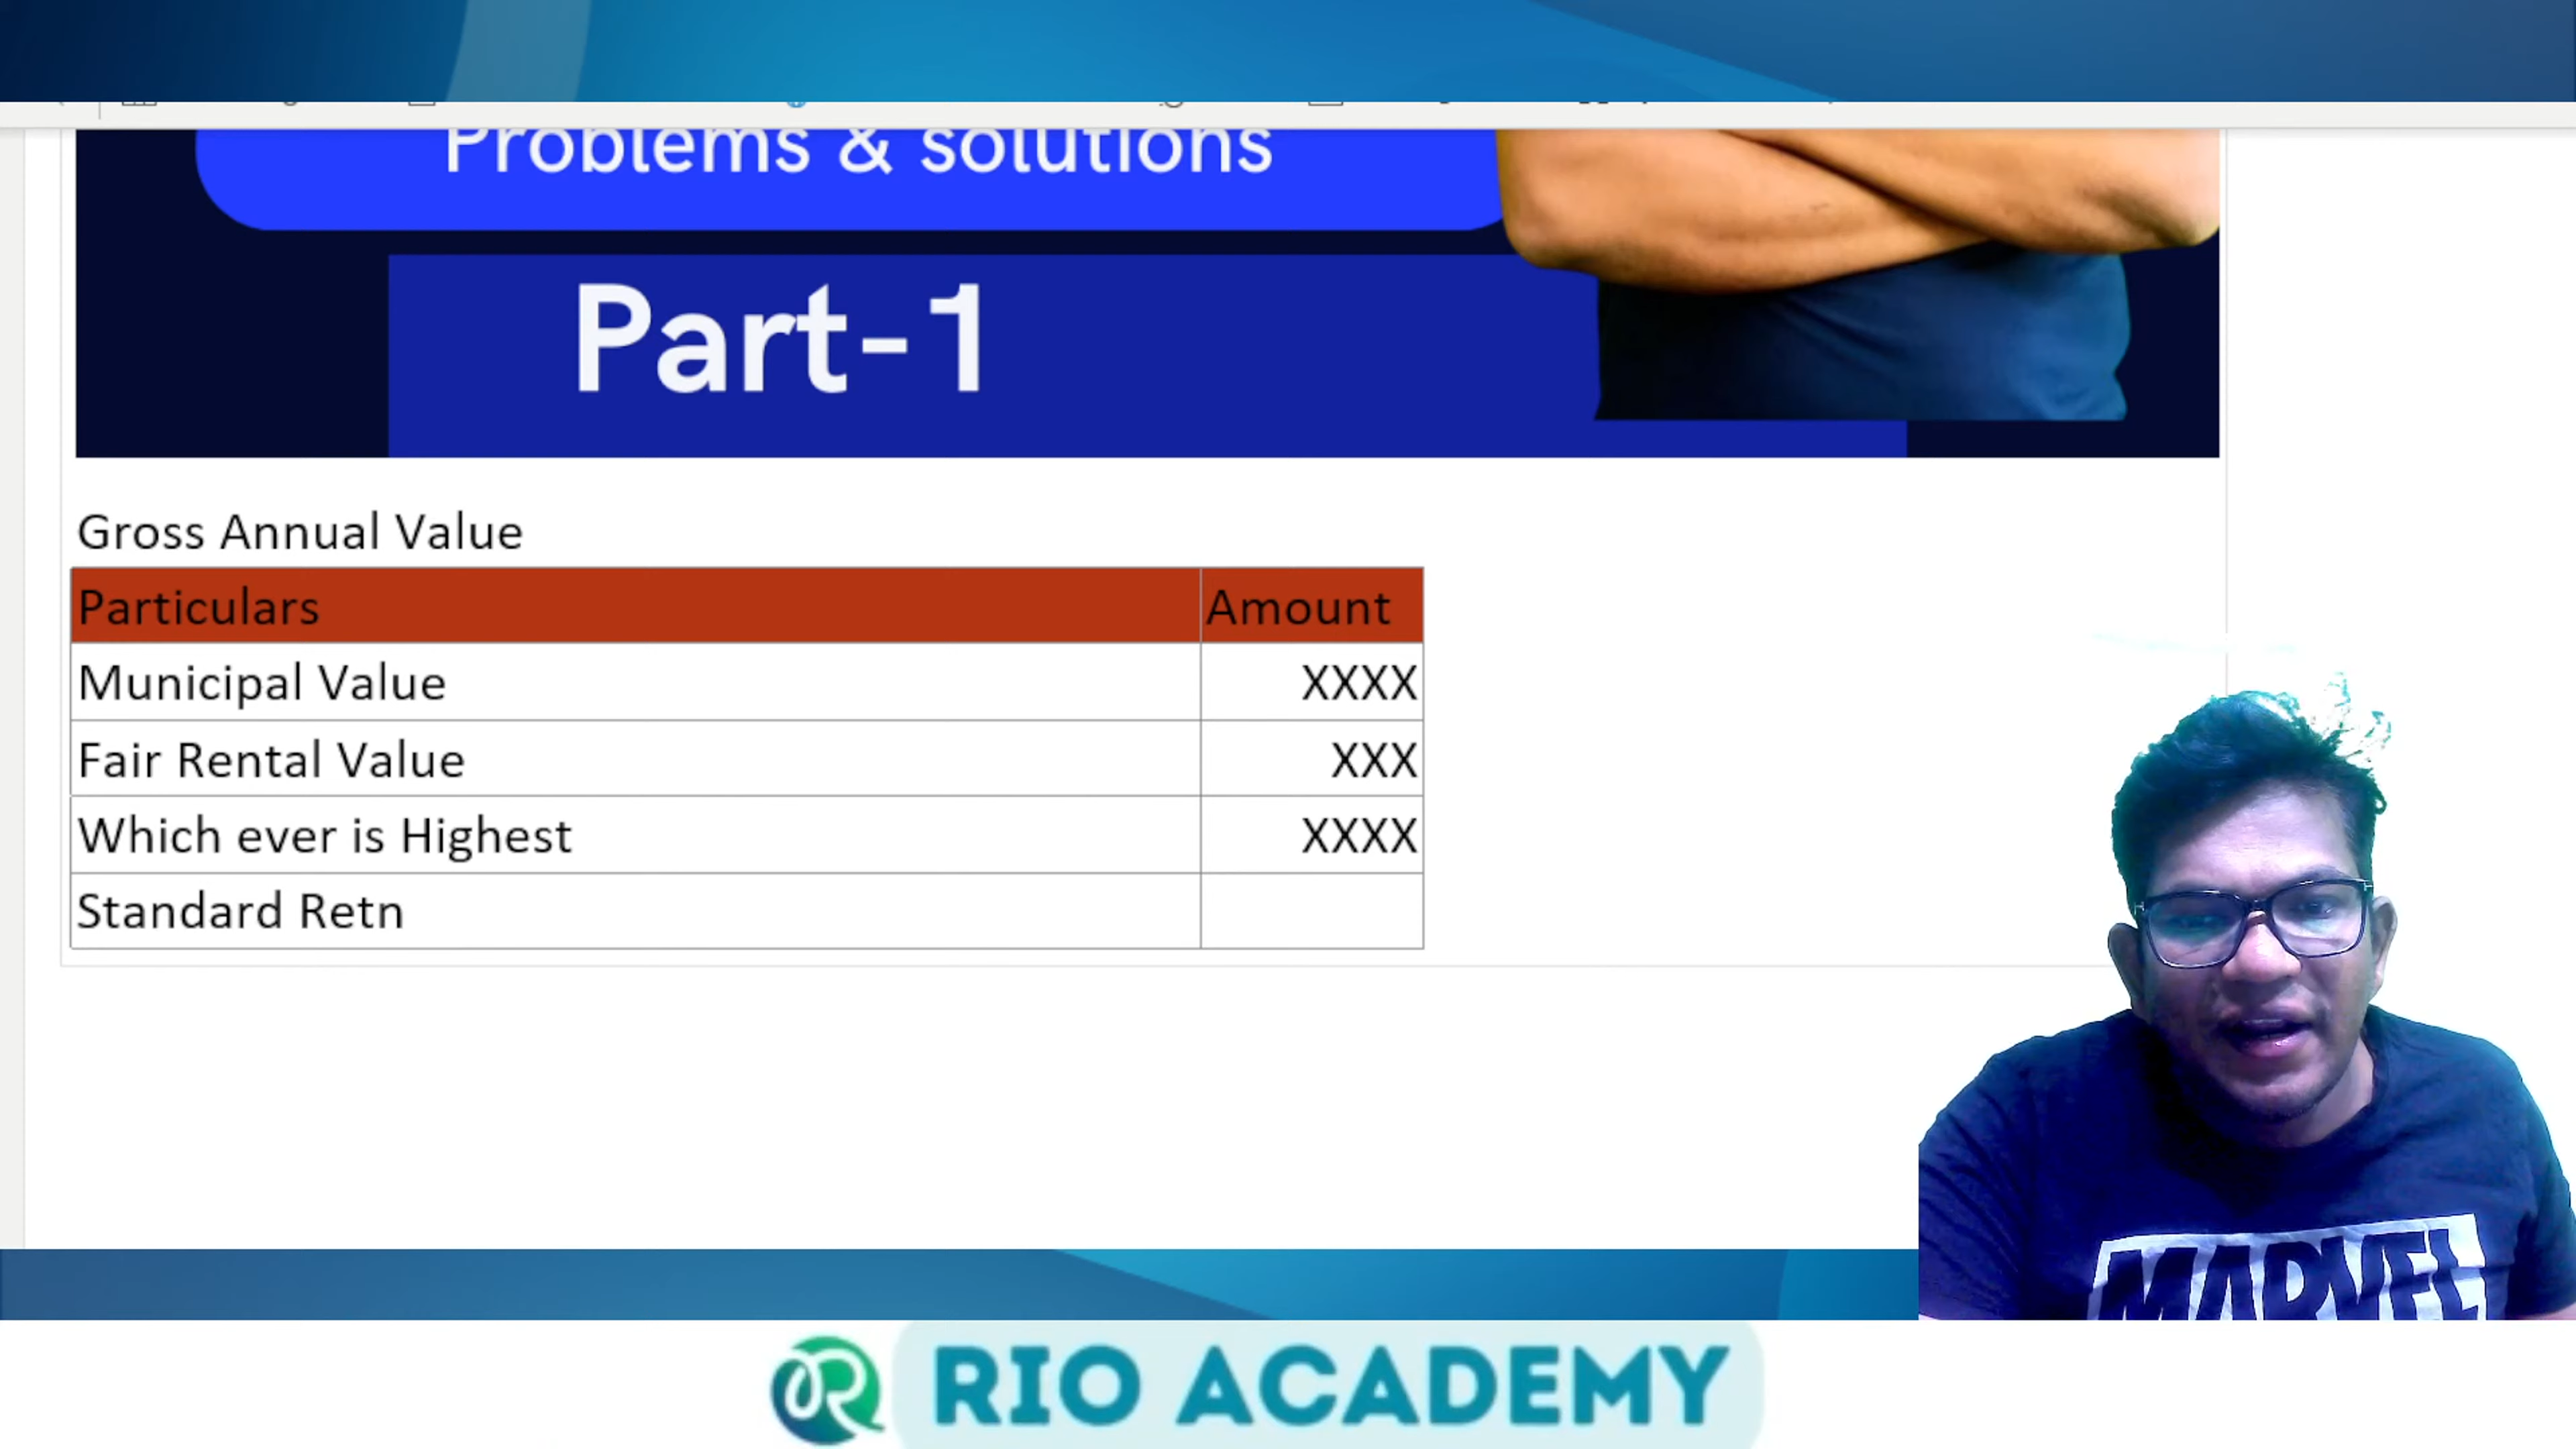 Problems & solutions
Part-1
Gross Annual Value
Particulars Amount
Municipal Value XXXX
Fair Rental Value XXX
Which ever is Highest XXXX
Standard Retn
MARVEL
RIO ACADEMY